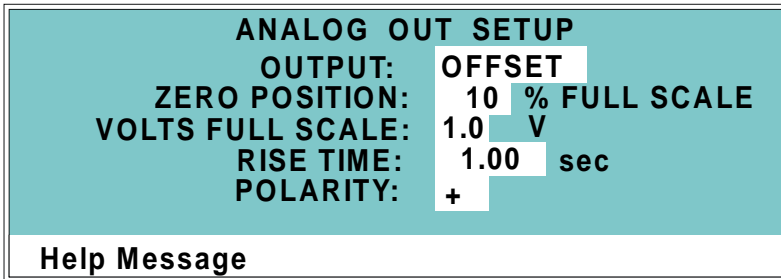 ANALOG OUT SETUP
OUTPUT: OFFSET
ZERO POSITION: 10 % FULL SCALE
VOLTS FULL SCALE: 1.0 V
RISE TIME: 1.00 sec
POLARITY: +
Help Message